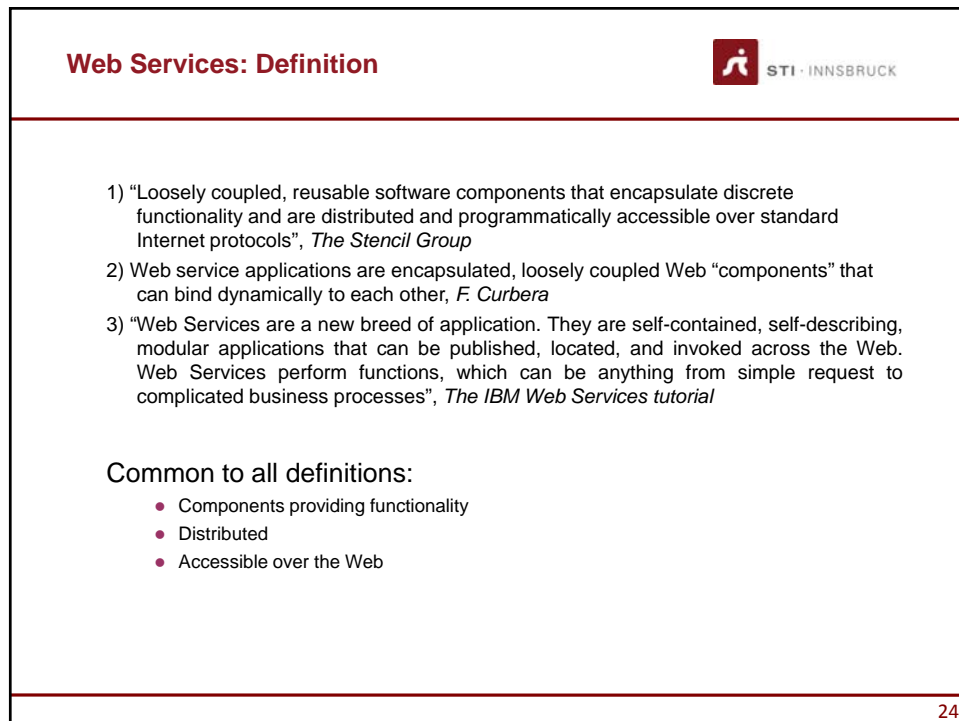 Web Services: Definition
STI · INNSBRUCK
1) “Loosely coupled, reusable software components that encapsulate discrete
functionality and are distributed and programmatically accessible over standard
Internet protocols”, The Stencil Group
2) Web service applications are encapsulated, loosely coupled Web “components” that
can bind dynamically to each other, F. Curbera
3) “Web Services are a new breed of application. They are self-contained, self-describing,
modular applications that can be published, located, and invoked across the Web.
Web Services perform functions, which can be anything from simple request to
complicated business processes”, The IBM Web Services tutorial
Common to all definitions:
● Components providing functionality
● Distributed
● Accessible over the Web
24